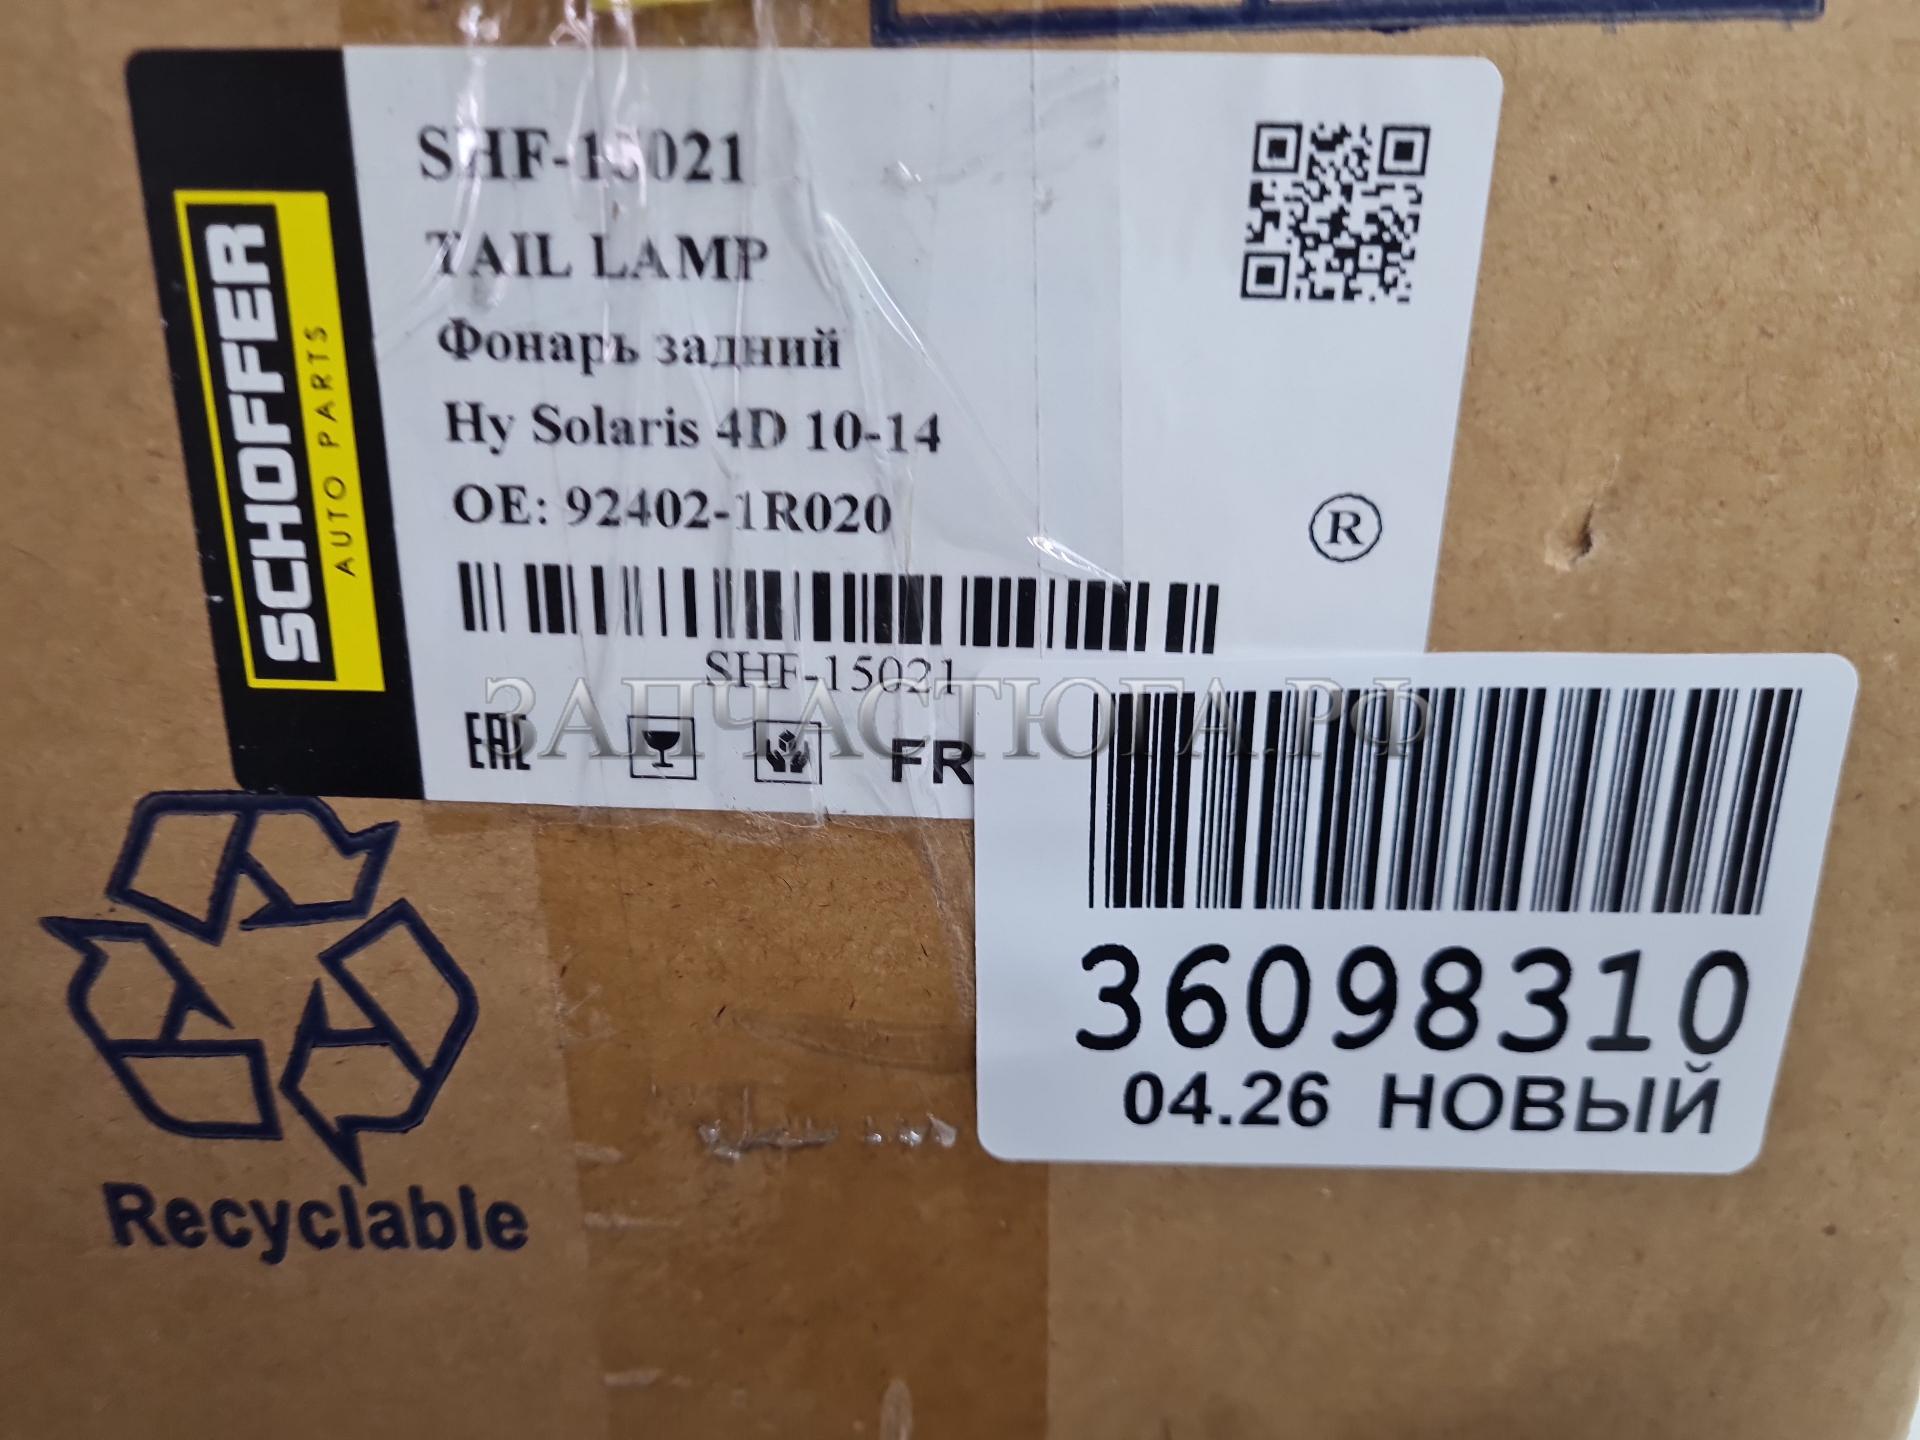 SCHOFFER
AUTO PARTS
SHF-15021
TAIL LAMP
Фонарь задний
Hy Solaris 4D 10-14
OE: 92402-1R020
®
SHF-15021
ЗАПЧАСТЮГА.РФ
EAC
FR
36098310
04.26 НОВЫЙ
Recyclable